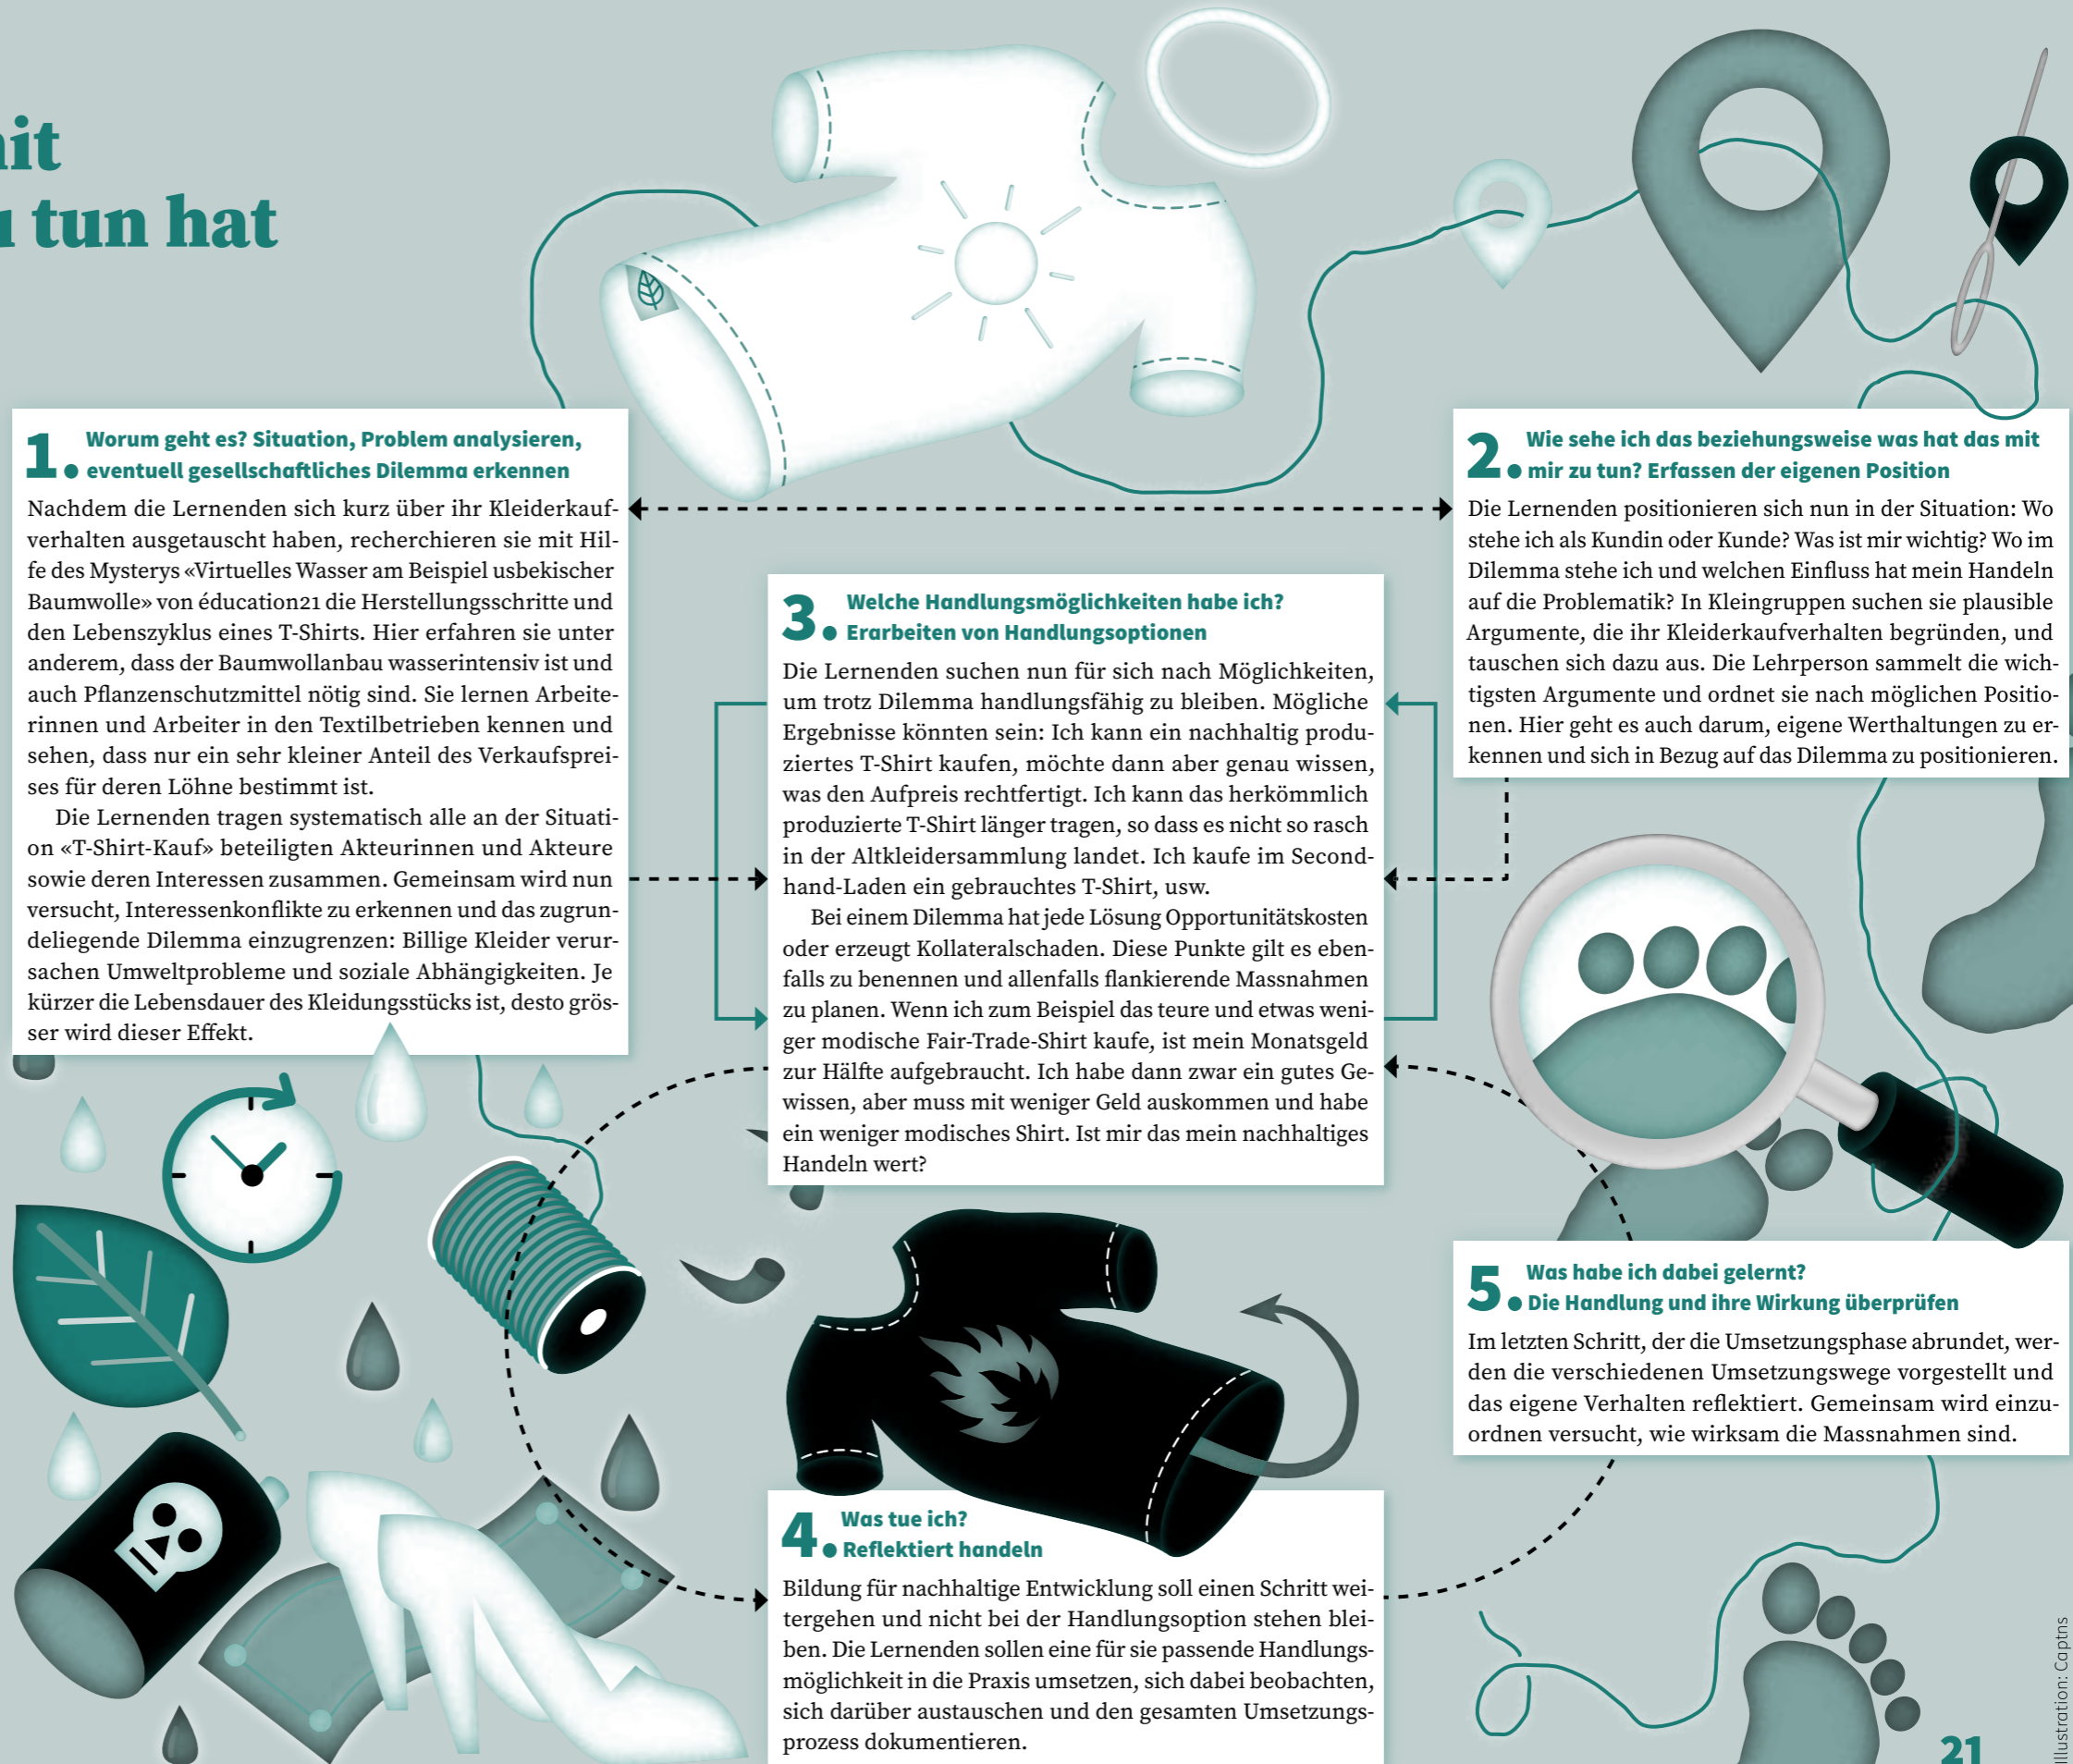 mit
u tun hat
1. Worum geht es? Situation, Problem analysieren,
eventuell gesellschaftliches Dilemma erkennen
Nachdem die Lernenden sich kurz über ihr Kleiderkauf-
verhalten ausgetauscht haben, recherchieren sie mit Hil-
fe des Mysterys «Virtuelles Wasser am Beispiel usbekischer
Baumwolle» von éducation21 die Herstellungsschritte und
den Lebenszyklus eines T-Shirts. Hier erfahren sie unter
anderem, dass der Baumwollanbau wasserintensiv ist und
auch Pflanzenschutzmittel nötig sind. Sie lernen Arbeite-
rinnen und Arbeiter in den Textilbetrieben kennen und
sehen, dass nur ein sehr kleiner Anteil des Verkaufsprei-
ses für deren Löhne bestimmt ist.
Die Lernenden tragen systematisch alle an der Situati-
on «T-Shirt-Kauf» beteiligten Akteurinnen und Akteure
sowie deren Interessen zusammen. Gemeinsam wird nun
versucht, Interessenkonflikte zu erkennen und das zugrun-
deliegende Dilemma einzugrenzen: Billige Kleider verur-
sachen Umweltprobleme und soziale Abhängigkeiten. Je
kürzer die Lebensdauer des Kleidungsstücks ist, desto grös-
ser wird dieser Effekt.
2. Wie sehe ich das beziehungsweise was hat das mit
mir zu tun? Erfassen der eigenen Position
Die Lernenden positionieren sich nun in der Situation: Wo
stehe ich als Kundin oder Kunde? Was ist mir wichtig? Wo im
Dilemma stehe ich und welchen Einfluss hat mein Handeln
auf die Problematik? In Kleingruppen suchen sie plausible
Argumente, die ihr Kleiderkaufverhalten begründen, und
tauschen sich dazu aus. Die Lehrperson sammelt die wich-
tigsten Argumente und ordnet sie nach möglichen Positio-
nen. Hier geht es auch darum, eigene Werthaltungen zu er-
kennen und sich in Bezug auf das Dilemma zu positionieren.
3. Welche Handlungsmöglichkeiten habe ich?
Erarbeiten von Handlungsoptionen
Die Lernenden suchen nun für sich nach Möglichkeiten,
um trotz Dilemma handlungsfähig zu bleiben. Mögliche
Ergebnisse könnten sein: Ich kann ein nachhaltig produ-
ziertes T-Shirt kaufen, möchte dann aber genau wissen,
was den Aufpreis rechtfertigt. Ich kann das herkömmlich
produzierte T-Shirt länger tragen, so dass es nicht so rasch
in der Altkleidersammlung landet. Ich kaufe im Second-
hand-Laden ein gebrauchtes T-Shirt, usw.
Bei einem Dilemma hat jede Lösung Opportunitätskosten
oder erzeugt Kollateralschaden. Diese Punkte gilt es eben-
falls zu benennen und allenfalls flankierende Massnahmen
zu planen. Wenn ich zum Beispiel das teure und etwas weni-
ger modische Fair-Trade-Shirt kaufe, ist mein Monatsgeld
zur Hälfte aufgebraucht. Ich habe dann zwar ein gutes Ge-
wissen, aber muss mit weniger Geld auskommen und habe
ein weniger modisches Shirt. Ist mir das mein nachhaltiges
Handeln wert?
4. Was tue ich?
Reflektiert handeln
Bildung für nachhaltige Entwicklung soll einen Schritt wei-
tergehen und nicht bei der Handlungsoption stehen blei-
ben. Die Lernenden sollen eine für sie passende Handlungs-
möglichkeit in die Praxis umsetzen, sich dabei beobachten,
sich darüber austauschen und den gesamten Umsetzungs-
prozess dokumentieren.
5. Was habe ich dabei gelernt?
Die Handlung und ihre Wirkung überprüfen
Im letzten Schritt, der die Umsetzungsphase abrundet, wer-
den die verschiedenen Umsetzungswege vorgestellt und
das eigene Verhalten reflektiert. Gemeinsam wird einzu-
ordnen versucht, wie wirksam die Massnahmen sind.
Illustration: Captns
21